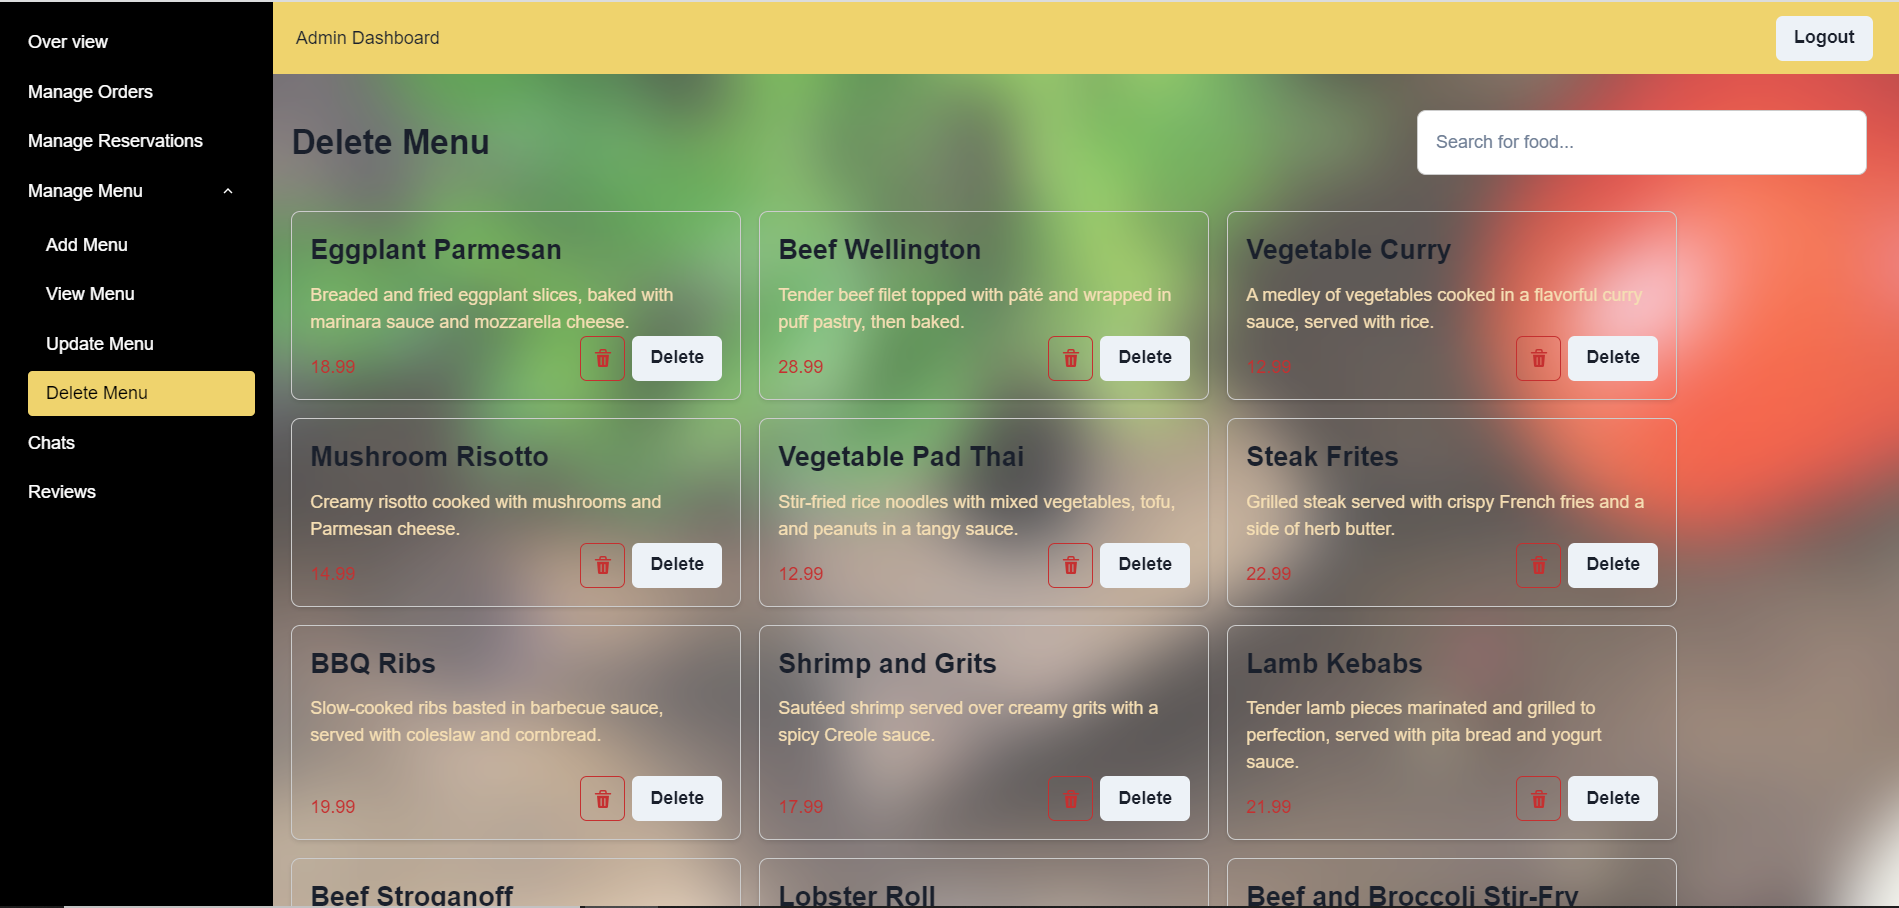 Over view
Manage Orders
Manage Reservations
Manage Menu
Add Menu
View Menu
Update Menu
Delete Menu
Chats
Reviews
Admin Dashboard
Logout
Delete Menu
Search for food...
Eggplant Parmesan
Breaded and fried eggplant slices, baked with
marinara sauce and mozzarella cheese.
18.99
Delete
Beef Wellington
Tender beef filet topped with pâté and wrapped in
puff pastry, then baked.
28.99
Delete
Vegetable Curry
A medley of vegetables cooked in a flavorful curry
sauce, served with rice.
12.99
Delete
Mushroom Risotto
Creamy risotto cooked with mushrooms and
Parmesan cheese.
14.99
Delete
Vegetable Pad Thai
Stir-fried rice noodles with mixed vegetables, tofu,
and peanuts in a tangy sauce.
12.99
Delete
Steak Frites
Grilled steak served with crispy French fries and a
side of herb butter.
22.99
Delete
BBQ Ribs
Slow-cooked ribs basted in barbecue sauce,
served with coleslaw and cornbread.
19.99
Delete
Shrimp and Grits
Sautéed shrimp served over creamy grits with a
spicy Creole sauce.
17.99
Delete
Lamb Kebabs
Tender lamb pieces marinated and grilled to
perfection, served with pita bread and yogurt
sauce.
21.99
Delete
Beef Stroganoff
Lobster Roll
Beef and Broccoli Stir-Fry